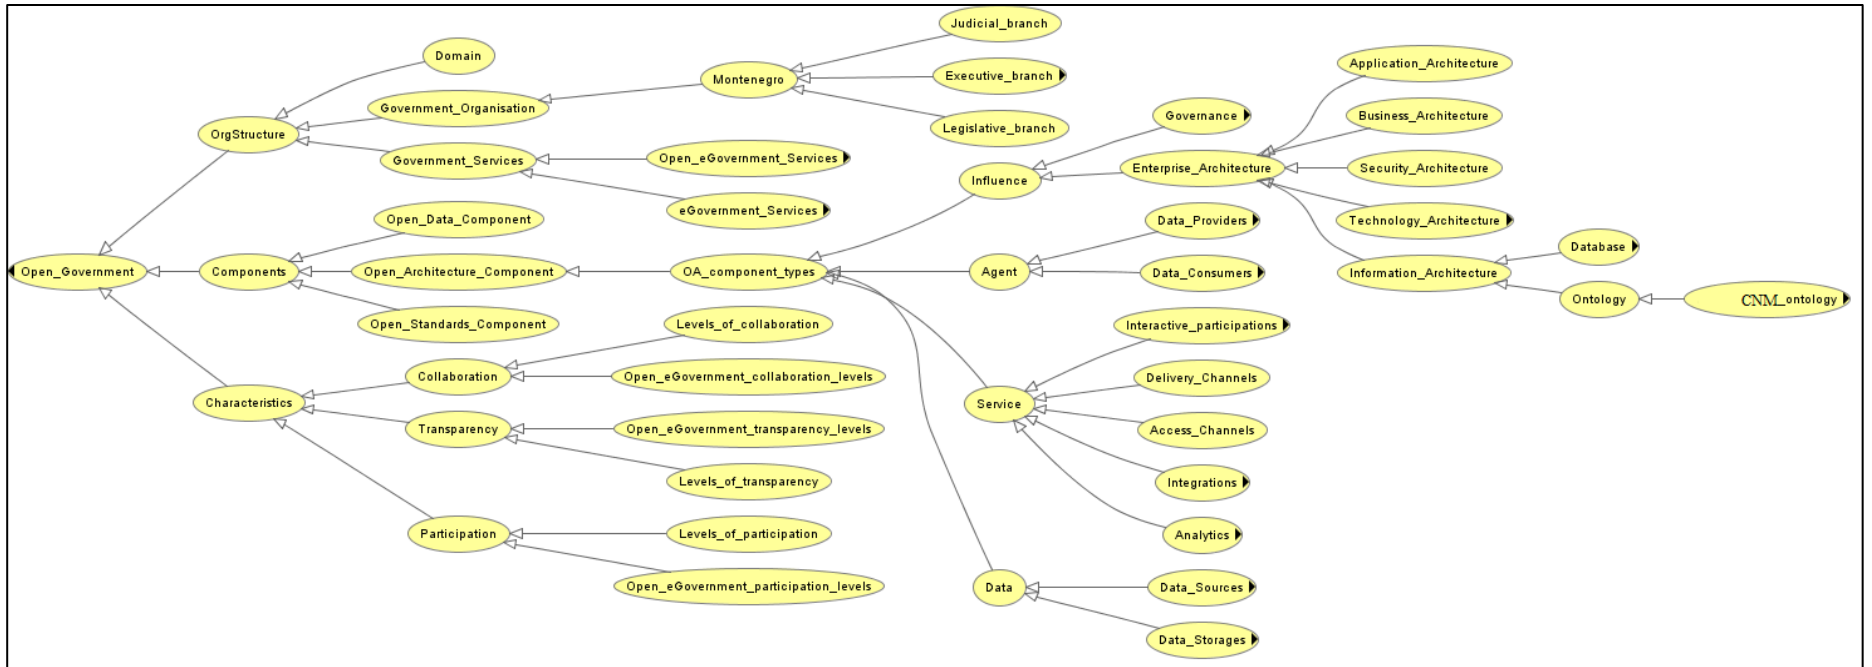 Judicial_branch
Domain
Application_Architecture
Montenegro
Executive_branch
Government_Organisation
Governance
Business_Architecture
OrgStructure
Legislative_branch
Government_Services
Open_eGovernment_Services
Influence
Enterprise_Architecture
Security_Architecture
eGovernment_Services
Open_Data_Component
Data_Providers
Technology_Architecture
Database
Open_Government
Components
Open_Architecture_Component
OA_component_types
Agent
Data_Consumers
Information_Architecture
Ontology
CNM_ontology
Open_Standards_Component
Levels_of_collaboration
Interactive_participations
Collaboration
Open_eGovernment_collaboration_levels
Delivery_Channels
Characteristics
Service
Transparency
Open_eGovernment_transparency_levels
Access_Channels
Levels_of_transparency
Integrations
Participation
Levels_of_participation
Analytics
Open_eGovernment_participation_levels
Data
Data_Sources
Data_Storages